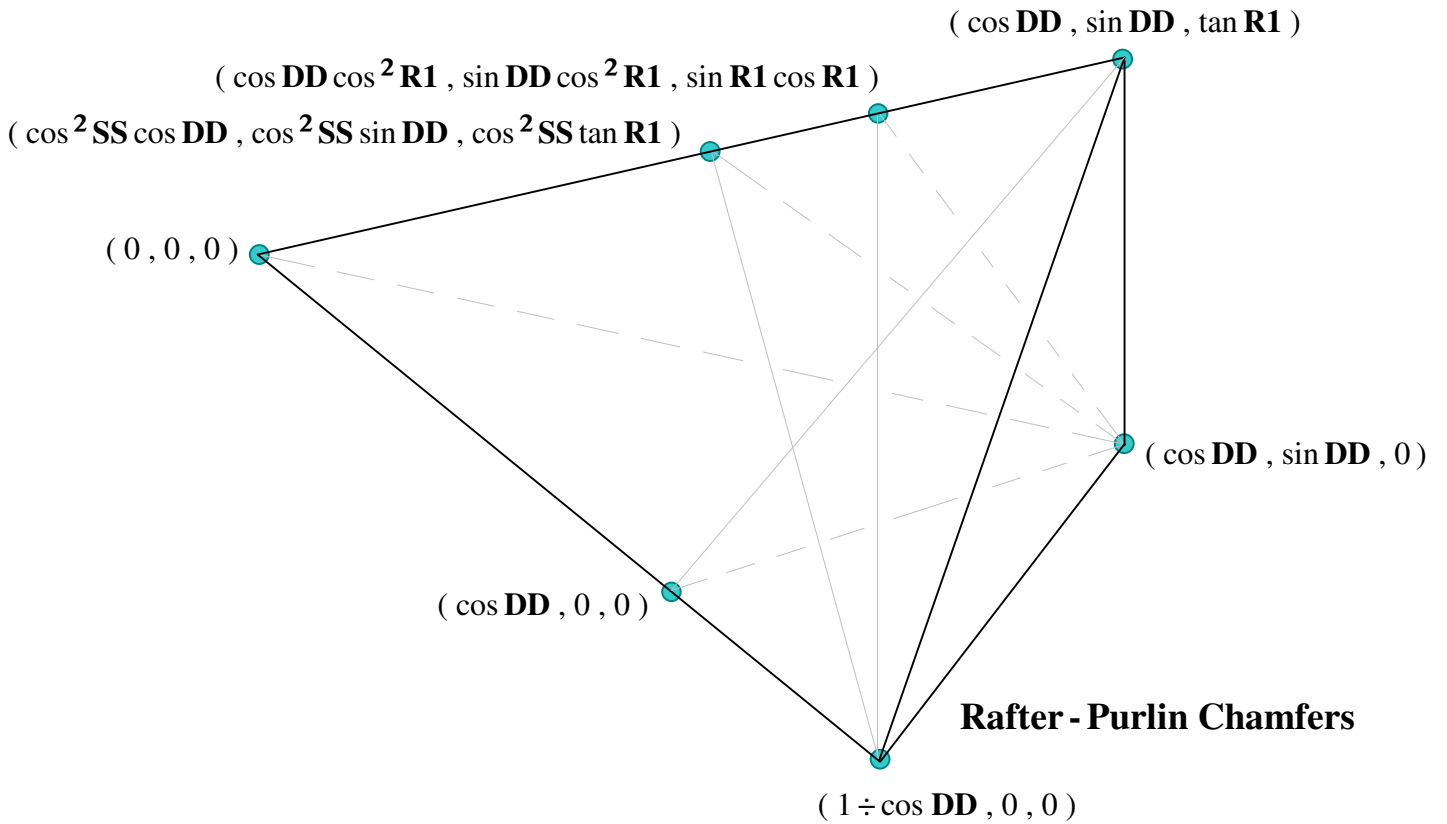 ( cos DD , sin DD , tan R1 )
( cos DD cos ² R1 , sin DD cos ² R1 , sin R1 cos R1 )
( cos ² SS cos DD , cos ² SS sin DD , cos ² SS tan R1 )
( 0 , 0 , 0 )
( cos DD , sin DD , 0 )
( cos DD , 0 , 0 )
Rafter - Purlin Chamfers
( 1 ÷ cos DD , 0 , 0 )